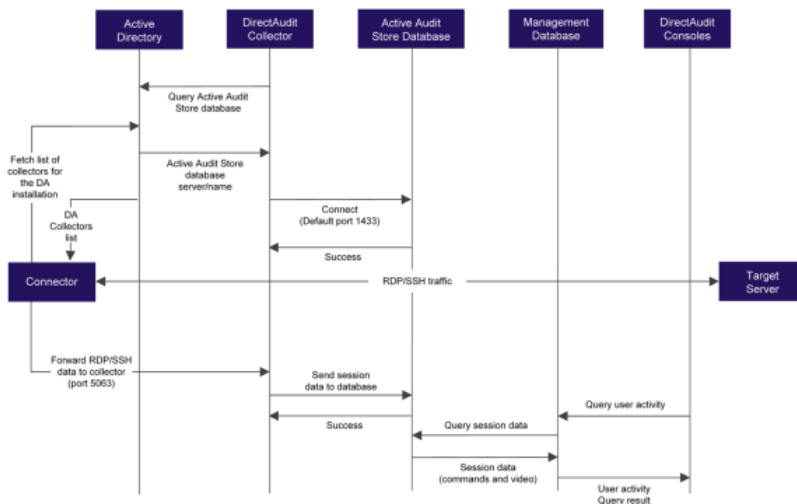 Active
Directory
DirectAudit
Collector
Active Audit
Store Database
Management
Database
DirectAudit
Consoles
Query Active Audit
Store database
Fetch list of
collectors for
the DA
installation
Active Audit Store
database
server/name
DA
Collectors
list
Connect
(Default port 1433)
Success
Connector
RDP/SSH traffic
Target
Server
Forward RDP/SSH
data to collector
(port 5063)
Send session
data to database
Success
Query user activity
Query session data
Session data
(commands and video)
User activity
Query result